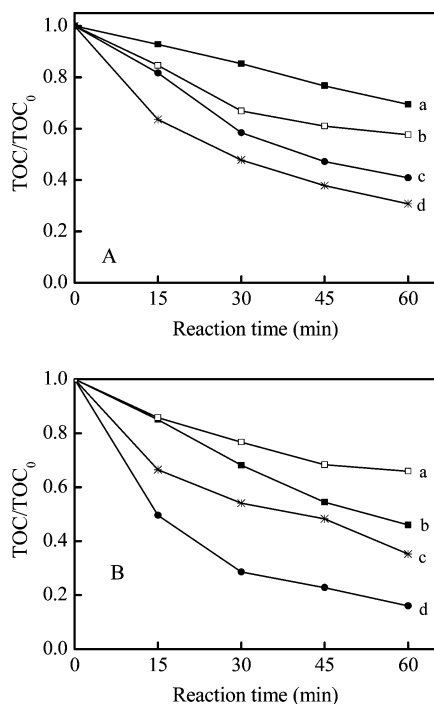 1.0
0.8
0.6
0.4
0.2
0.0
TOC/TOC₀
a
b
c
d
A
0 15 30 45 60
Reaction time (min)
1.0
0.8
0.6
0.4
0.2
0.0
TOC/TOC₀
a
b
c
d
B
0 15 30 45 60
Reaction time (min)